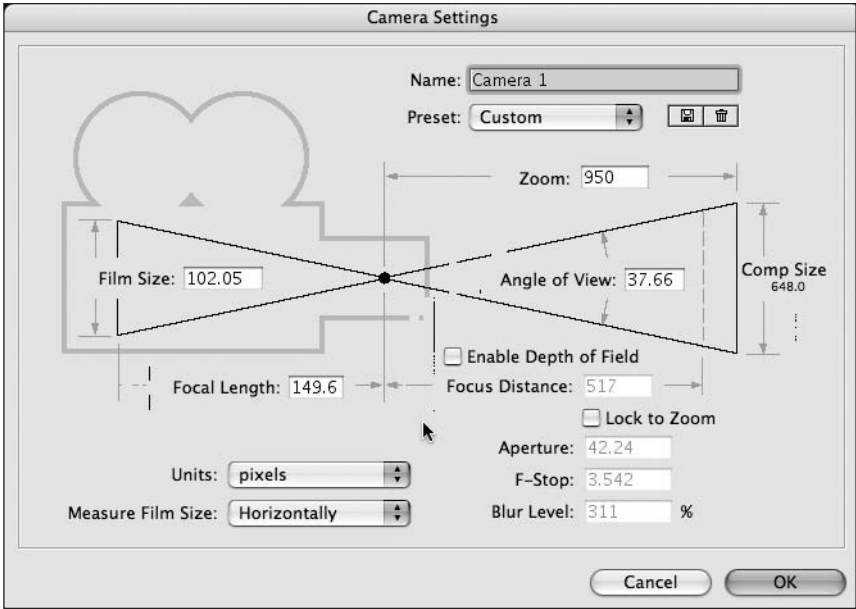 Camera Settings
Name: Camera 1
Preset: Custom
Zoom: 950
Film Size: 102.05
Angle of View: 37.66
Comp Size
648.0
Enable Depth of Field
Focal Length: 149.6
Focus Distance: 517
Lock to Zoom
Aperture: 42.24
Units: pixels
F-Stop: 3.542
Measure Film Size: Horizontally
Blur Level: 311 %
Cancel
OK